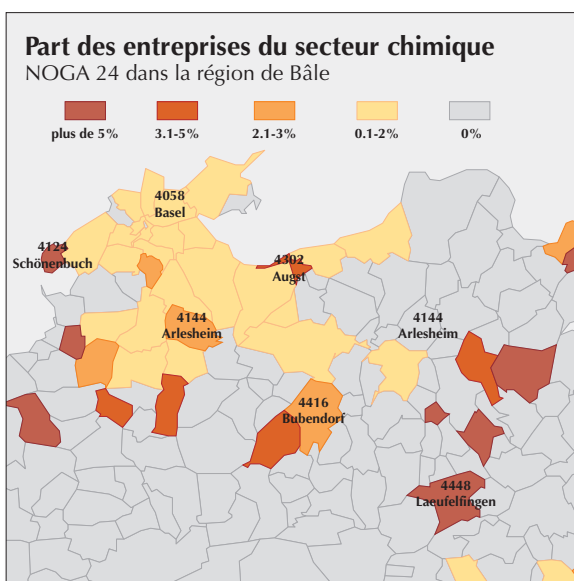 Part des entreprises du secteur chimique
NOGA 24 dans la région de Bâle
plus de 5%
3.1-5%
2.1-3%
0.1-2%
0%
4058
Basel
4124
Schönenbuch
4302
Augst
4144
Arlesheim
4144
Arlesheim
4416
Bubendorf
4448
Laeufelfingen